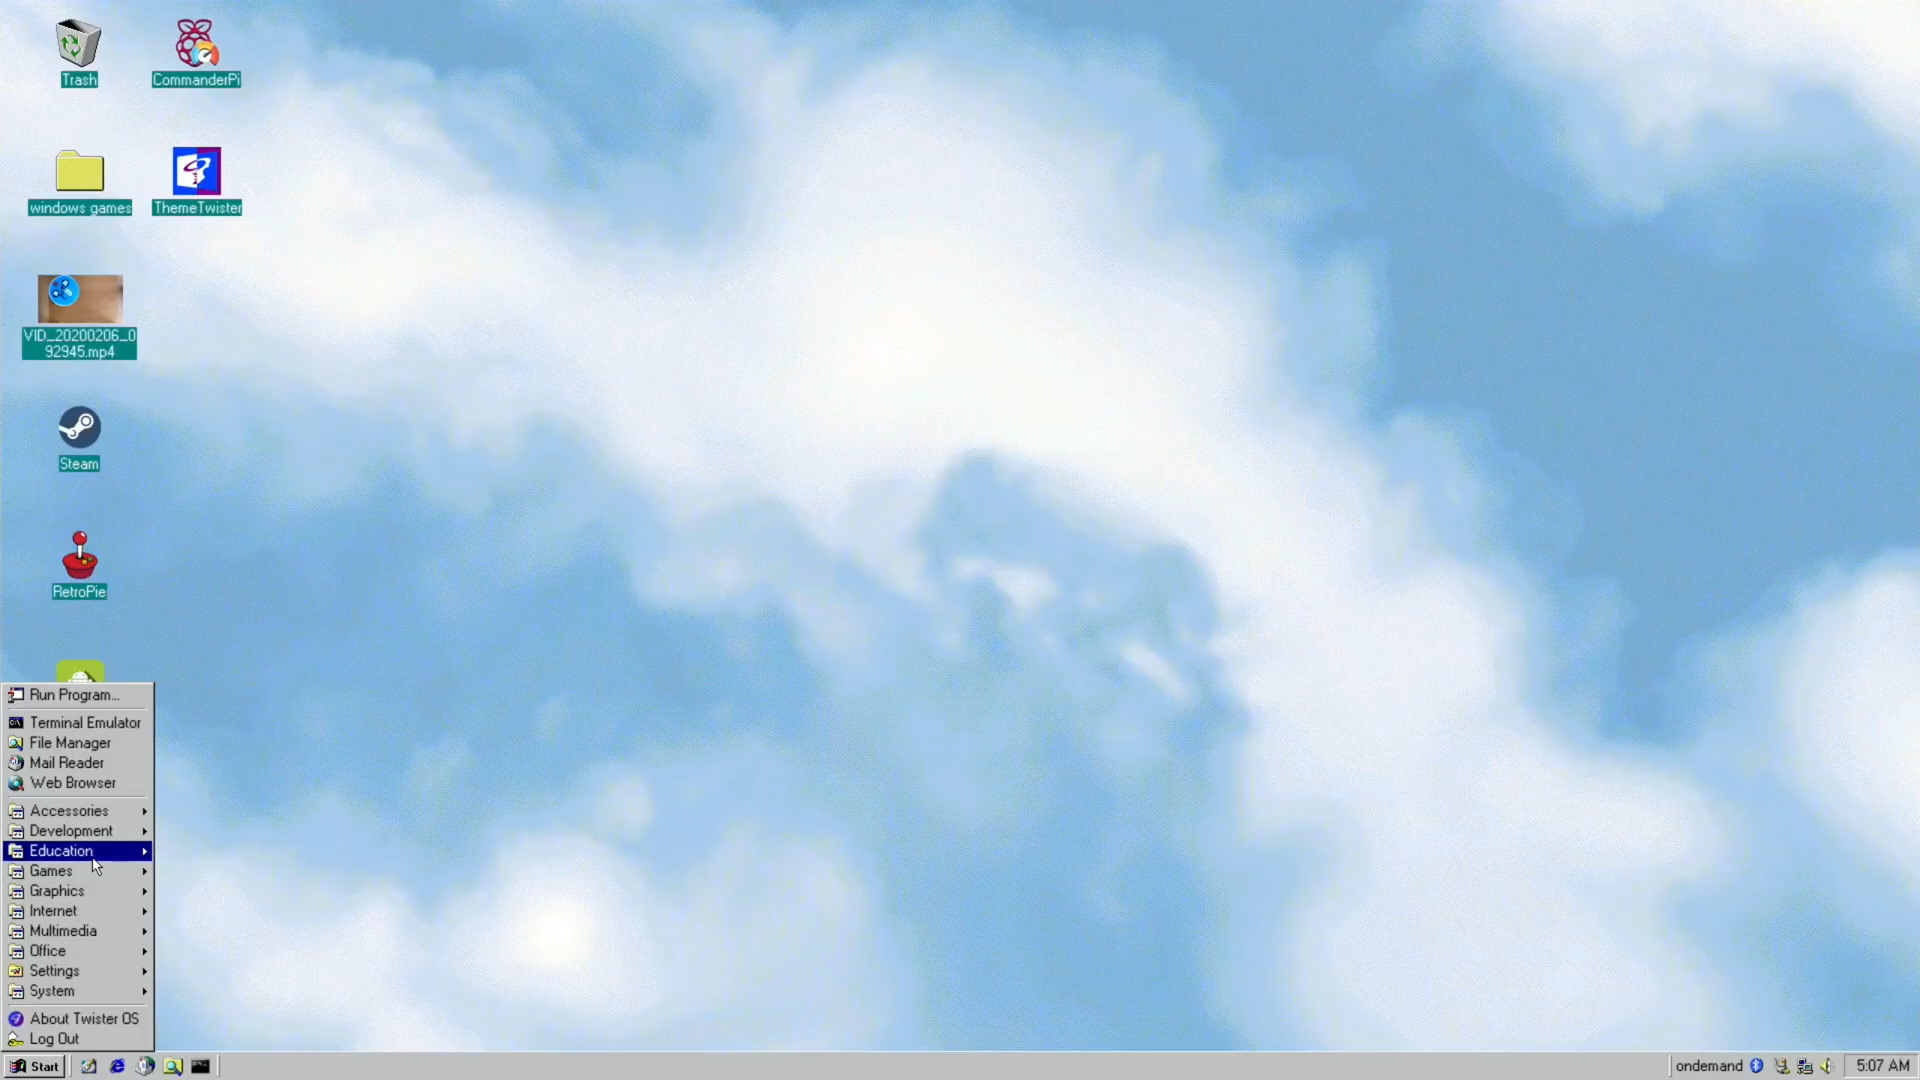 Trash
CommanderPi
windows games
ThemeTwister
VID_20200206_0
92945.mp4
Steam
RetroPie
Run Program...
Terminal Emulator
File Manager
Mail Reader
Web Browser
Accessories
Development
Education
Games
Graphics
Internet
Multimedia
Office
Settings
System
About Twister OS
Log Out
Start
ondemand
5:07 AM